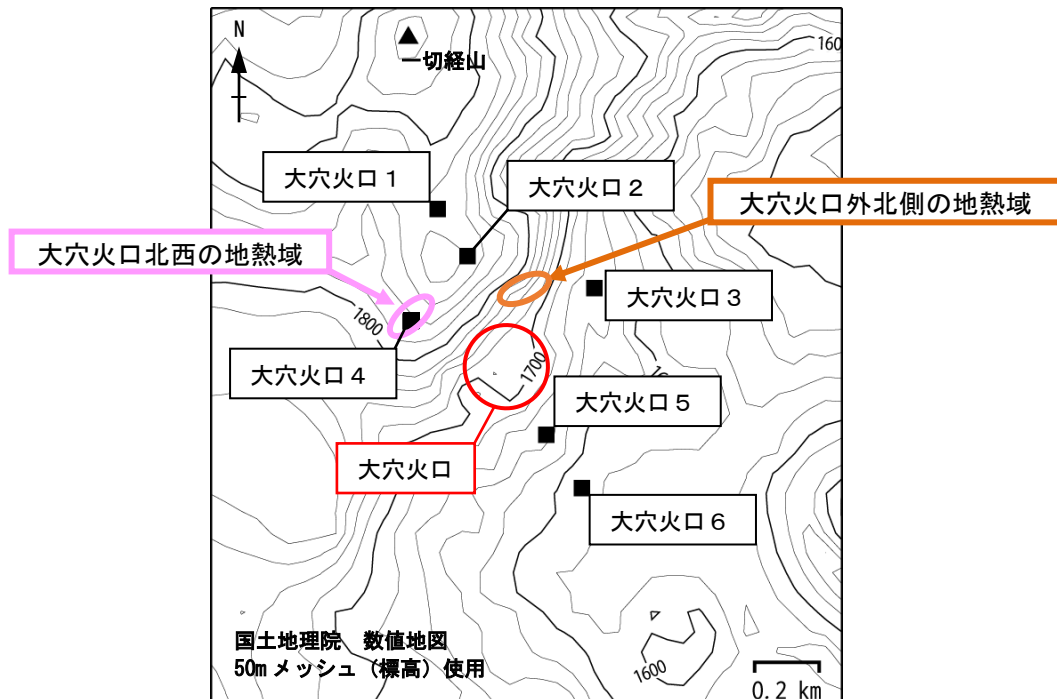 N
一切経山
160
大穴火口１
大穴火口２
大穴火口外北側の地熱域
大穴火口北西の地熱域
大穴火口３
1800
大穴火口４
1700
大穴火口５
大穴火口
大穴火口６
国土地理院　数値地図
50mメッシュ（標高）使用
1600
0.2 km